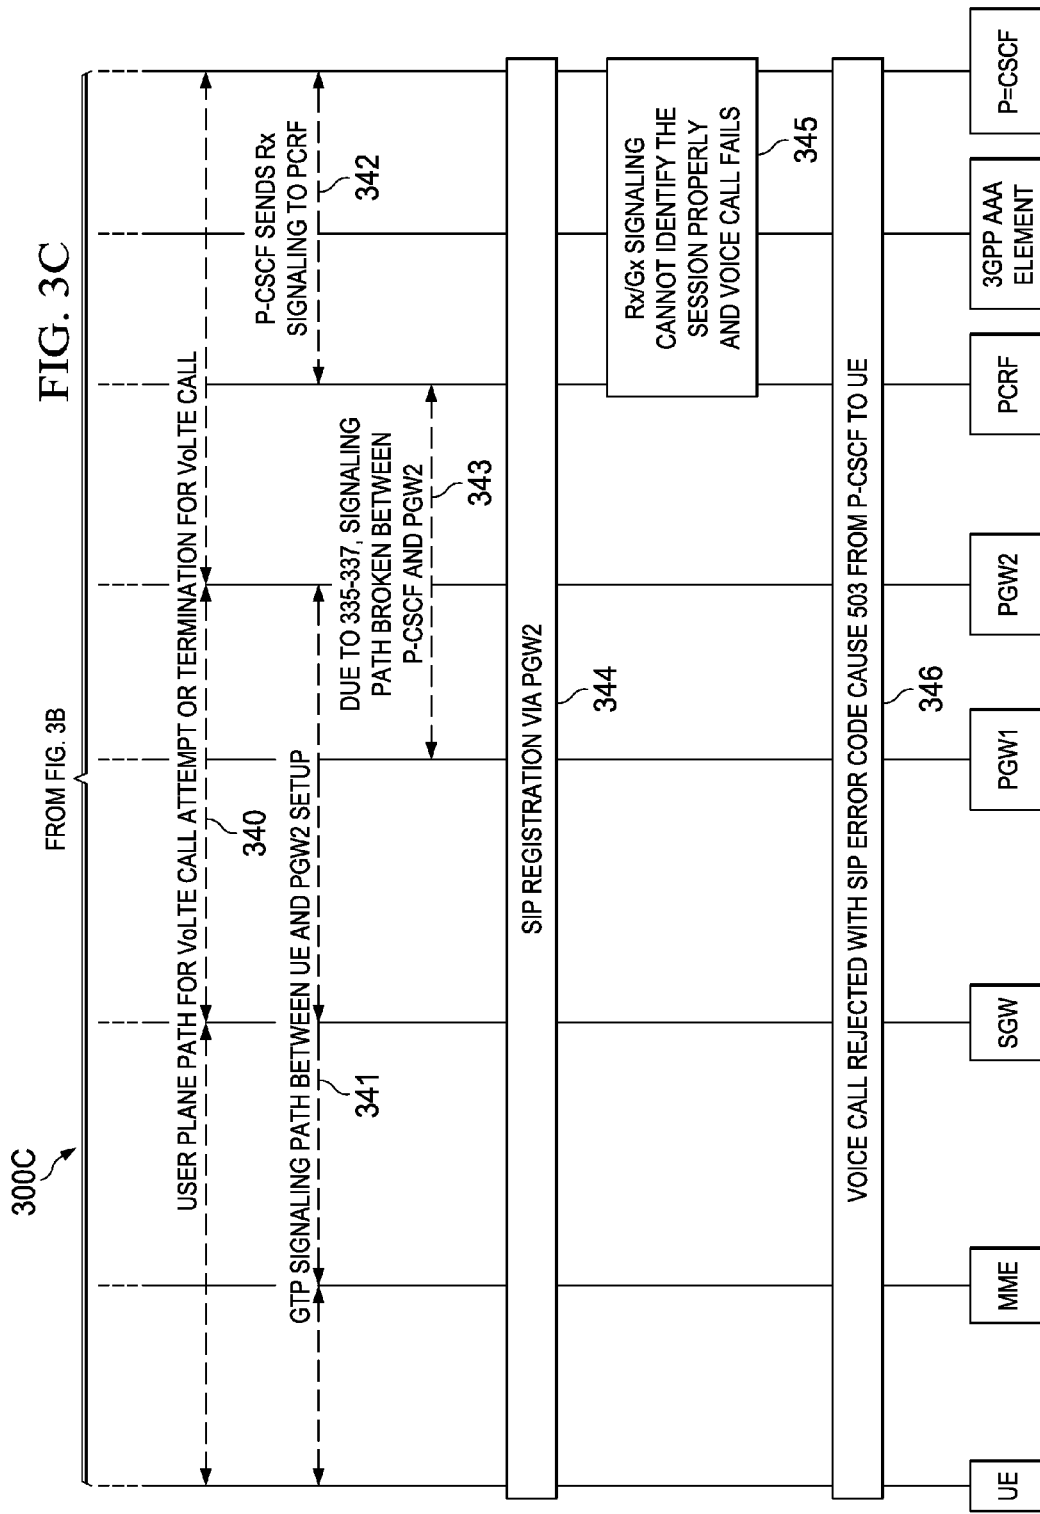 FROM FIG. 3B
FIG. 3C
300C
USER PLANE PATH FOR VoLTE CALL ATTEMPT OR TERMINATION FOR VoLTE CALL
340
GTP SIGNALING PATH BETWEEN UE AND PGW2 SETUP
341
P-CSCF SENDS Rx
SIGNALING TO PCRF
342
DUE TO 335-337, SIGNALING
PATH BROKEN BETWEEN
P-CSCF AND PGW2
343
SIP REGISTRATION VIA PGW2
344
Rx/Gx SIGNALING
CANNOT IDENTIFY THE
SESSION PROPERLY
AND VOICE CALL FAILS
345
VOICE CALL REJECTED WITH SIP ERROR CODE CAUSE 503 FROM P-CSCF TO UE
346
UE
MME
SGW
PGW1
PGW2
PCRF
3GPP AAA
ELEMENT
P=CSCF